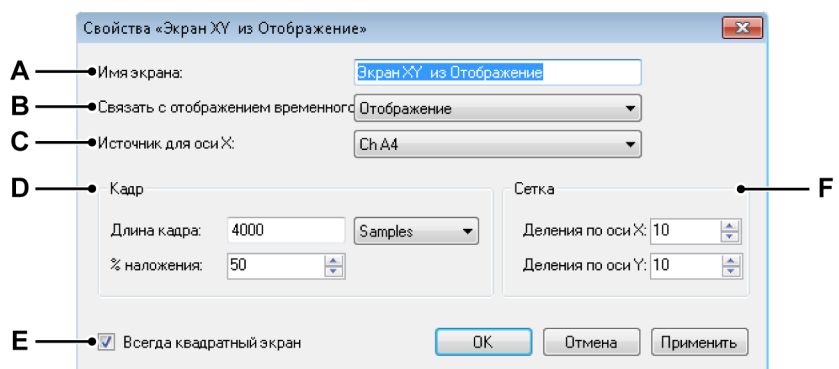 Свойства «Экран XY из Отображение»
A Имя экрана: Экран XY из Отображение
B Связать с отображением временного Отображение
C Источник для оси X: Ch A4
D Кадр Сетка F
Длина кадра: 4000 Samples Деления по оси X: 10
% наложения: 50 Деления по оси Y: 10
E Всегда квадратный экран OK Отмена Применить